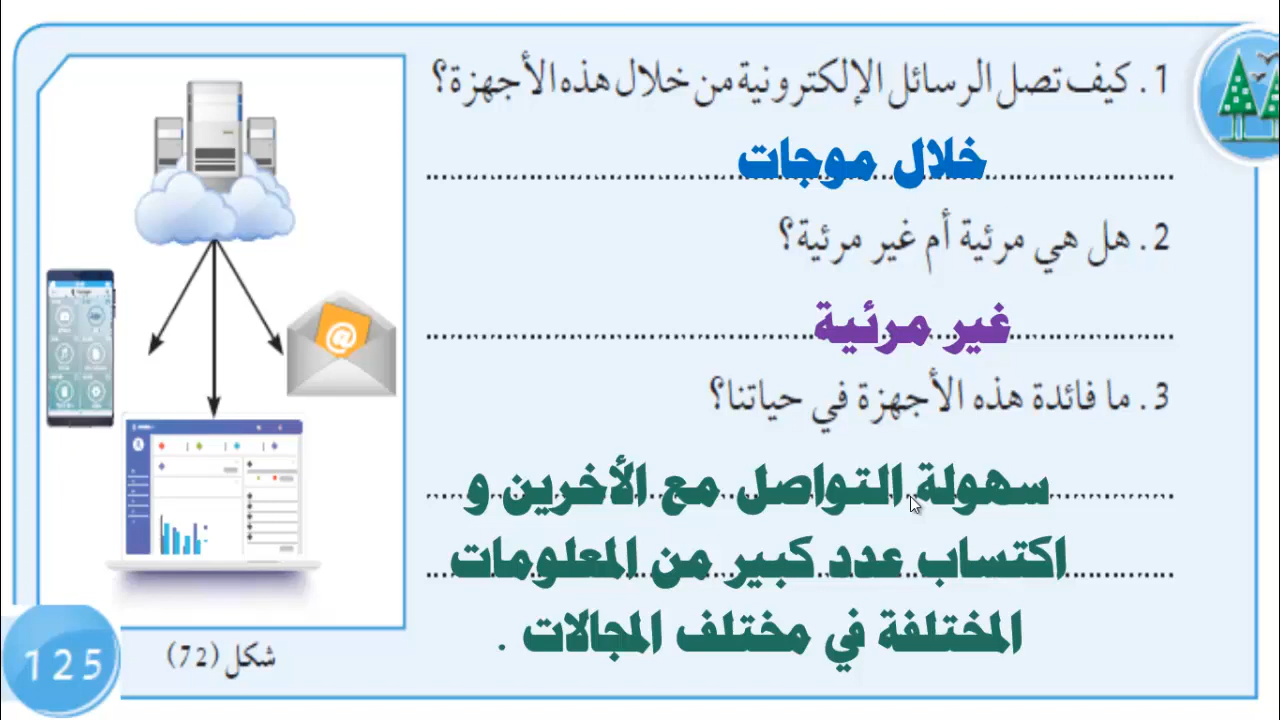 1. كيف تصل الرسائل الإلكترونية من خلال هذه الأجهزة؟
خلال موجات
2. هل هي مرئية أم غير مرئية؟
غير مرئية
3. ما فائدة هذه الأجهزة في حياتنا؟
سهولة التواصل مع الأخرين و
اكتساب عدد كبير من المعلومات
المختلفة في مختلف المجالات .
شكل (72)
125